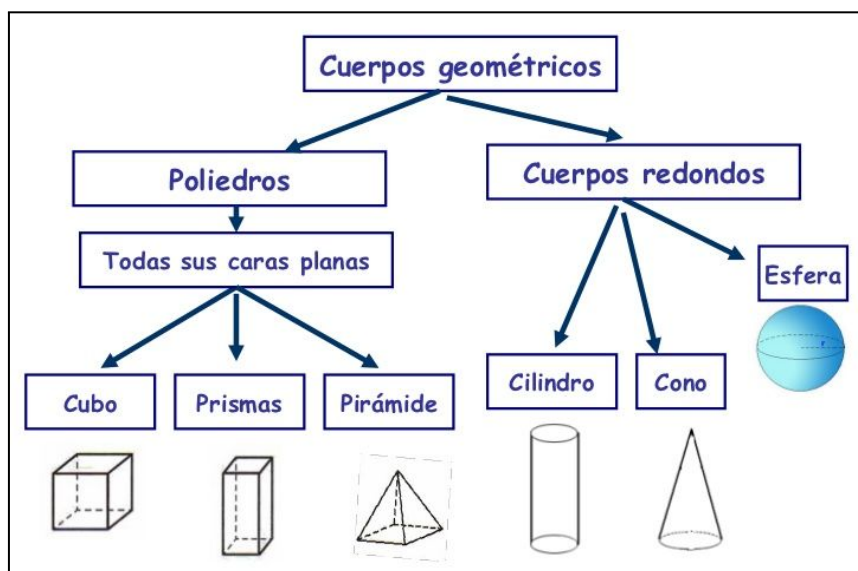 Cuerpos geométricos
Poliedros
Cuerpos redondos
Todas sus caras planas
Esfera
r
Cubo
Prismas
Pirámide
Cilindro
Cono